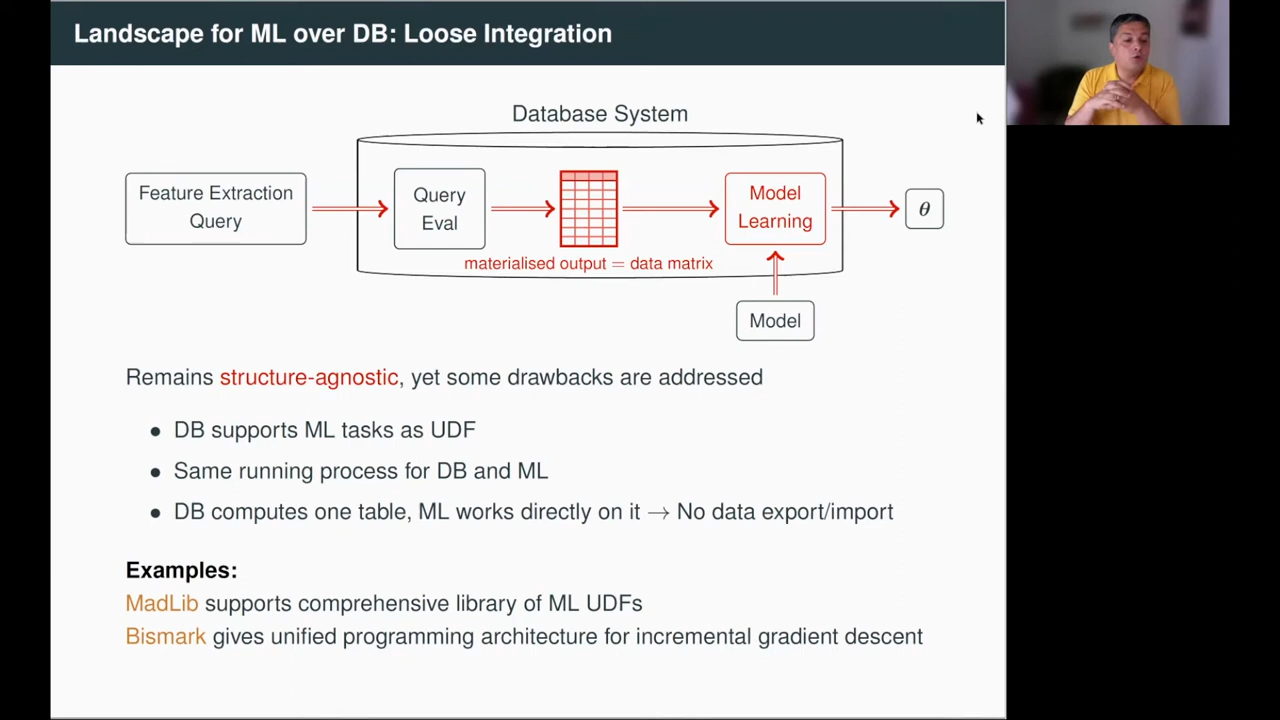 Landscape for ML over DB: Loose Integration
Database System
Feature Extraction
Query
Query
Eval
Model
Learning
θ
materialised output = data matrix
Model
Remains structure-agnostic, yet some drawbacks are addressed
• DB supports ML tasks as UDF
• Same running process for DB and ML
• DB computes one table, ML works directly on it → No data export/import
Examples:
MadLib supports comprehensive library of ML UDFs
Bismark gives unified programming architecture for incremental gradient descent